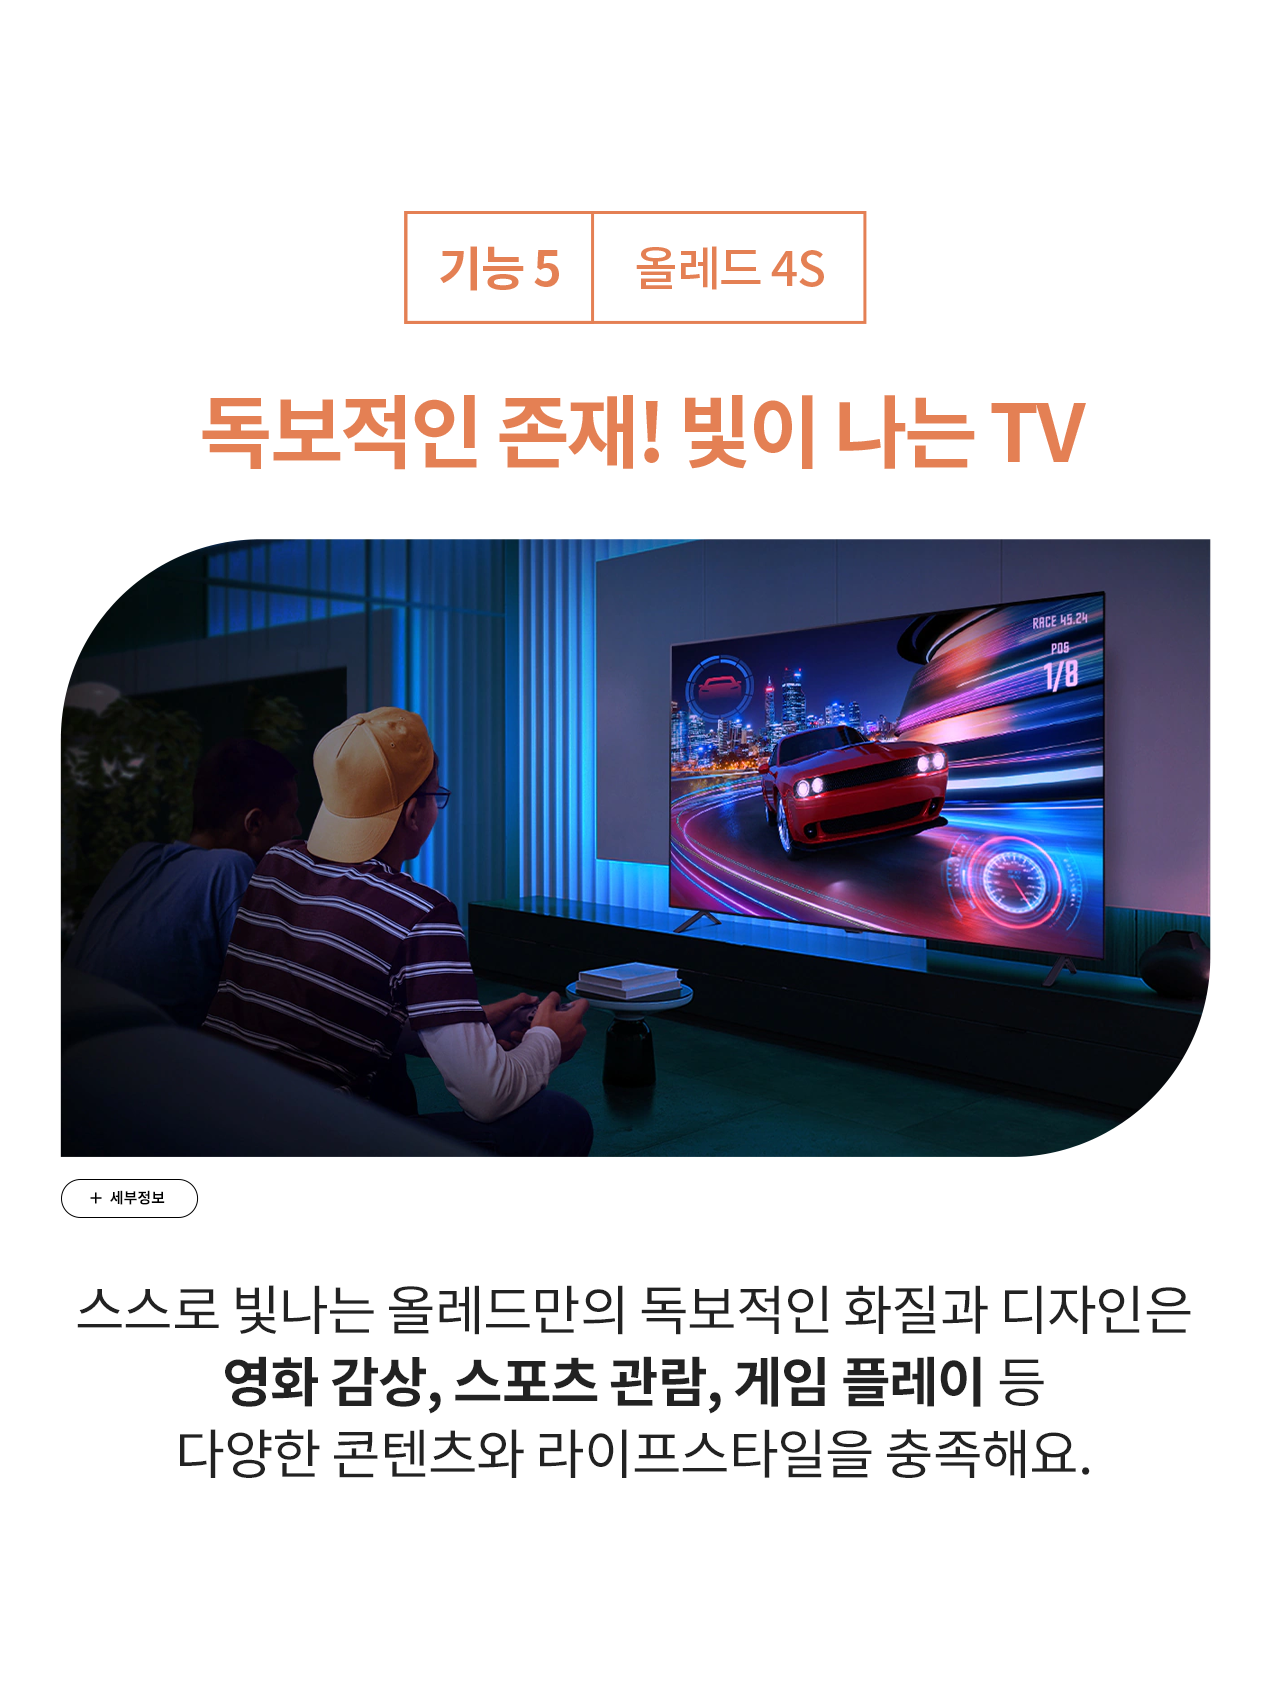 기능 5
올레드 4S
독보적인 존재! 빛이 나는 TV
RACE 45.24
POS
1/8
+ 세부정보
스스로 빛나는 올레드만의 독보적인 화질과 디자인은
영화 감상, 스포츠 관람, 게임 플레이 등
다양한 콘텐츠와 라이프스타일을 충족해요.